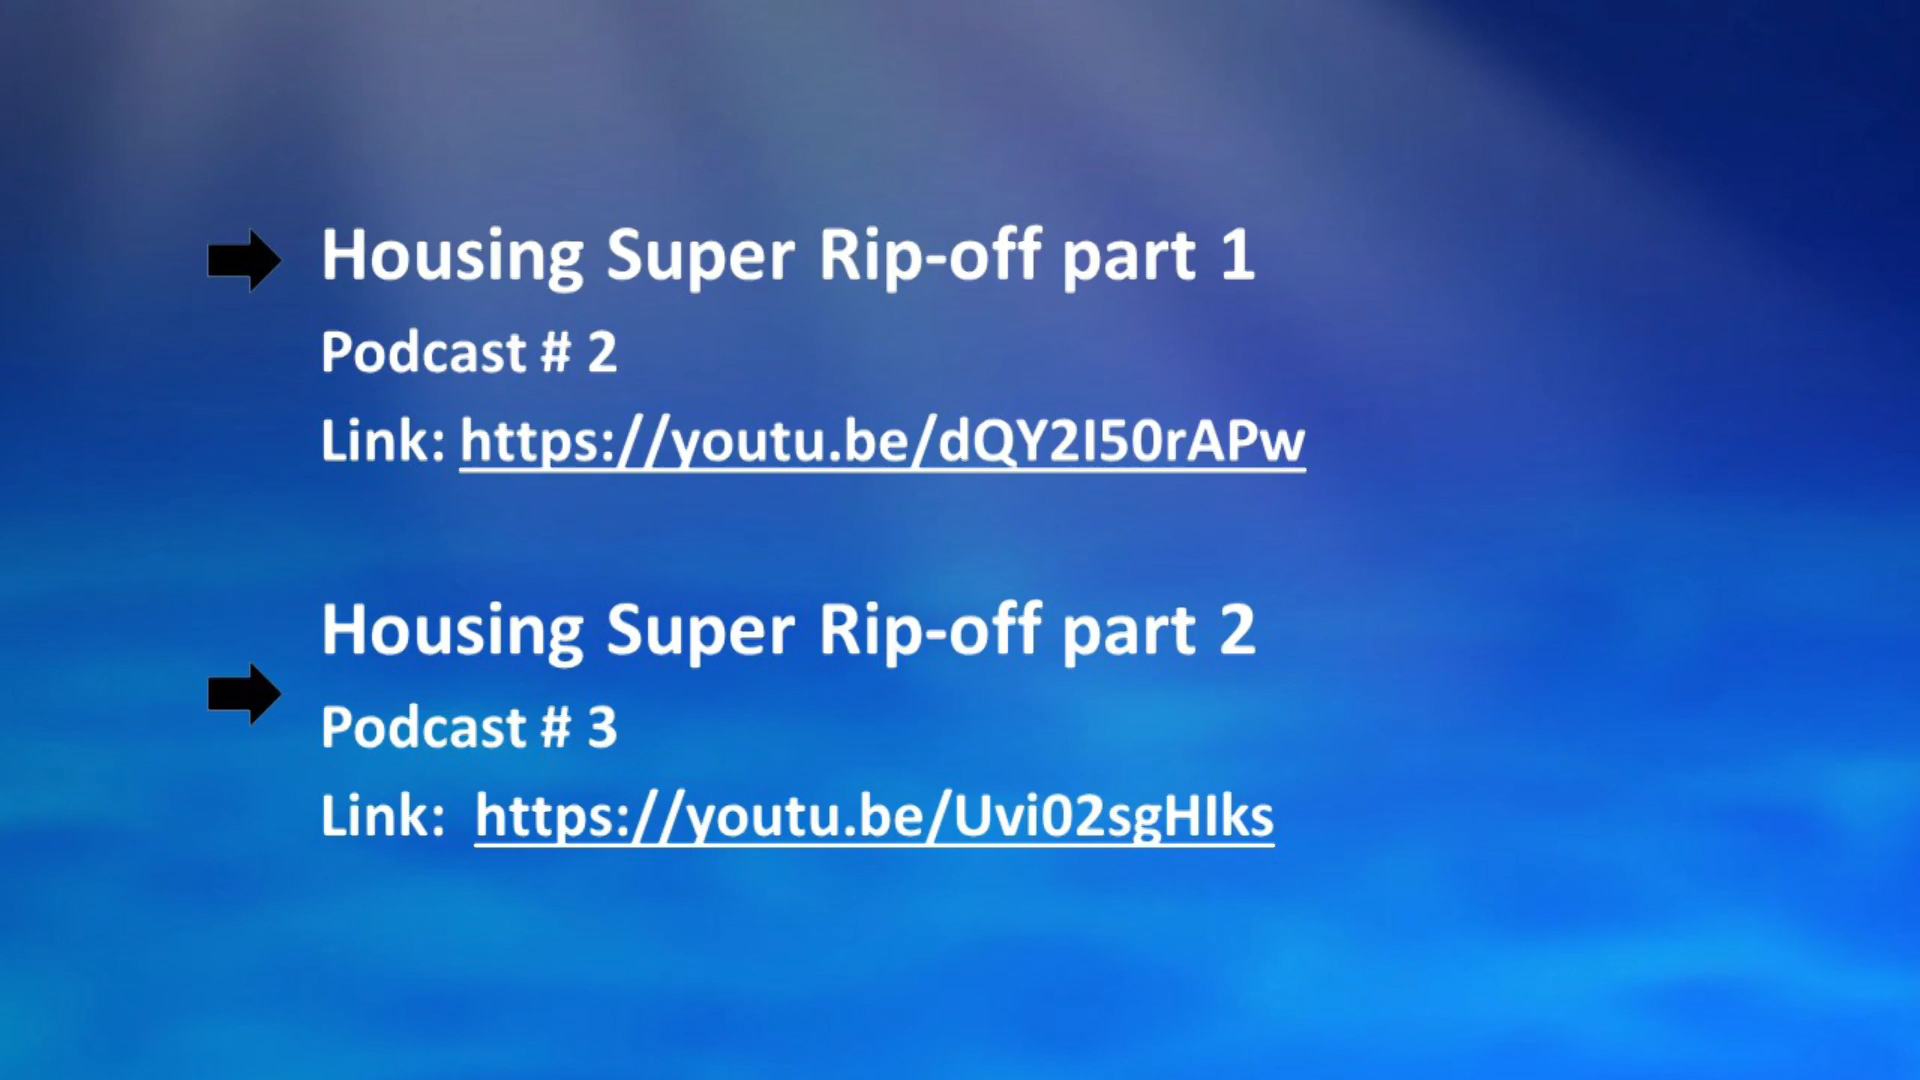 Housing Super Rip-off part 1
Podcast # 2
Link: https://youtu.be/dQY2I50rAPw
Housing Super Rip-off part 2
Podcast # 3
Link: https://youtu.be/Uvi02sgHIks